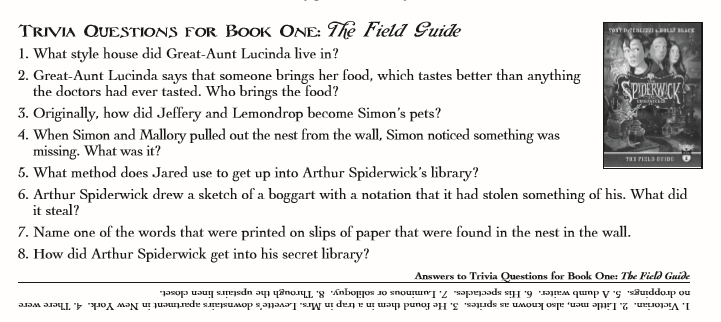 TRIVIA QUESTIONS FOR BOOK ONE: The Field Guide
1. What style house did Great-Aunt Lucinda live in?
2. Great-Aunt Lucinda says that someone brings her food, which tastes better than anything
the doctors had ever tasted. Who brings the food?
3. Originally, how did Jeffery and Lemondrop become Simon's pets?
4. When Simon and Mallory pulled out the nest from the wall, Simon noticed something was
missing. What was it?
5. What method does Jared use to get up into Arthur Spiderwick's library?
6. Arthur Spiderwick drew a sketch of a boggart with a notation that it had stolen something of his. What did
it steal?
7. Name one of the words that were printed on slips of paper that were found in the nest in the wall.
8. How did Arthur Spiderwick get into his secret library?
TONY DITERLIZZI & HOLLY BLACK
THE
SPIDERWICK
CHRONICLES
THE FIELD GUIDE
Answers to Trivia Questions for Book One: The Field Guide
1. Victorian. 2. Little men, also known as sprites. 3. He found them in a trap in Mrs. Levette's downstairs apartment in New York. 4. There were
no droppings. 5. A dumb waiter. 6. His spectacles. 7. Luminous or soliloquy. 8. Through the upstairs linen closet.